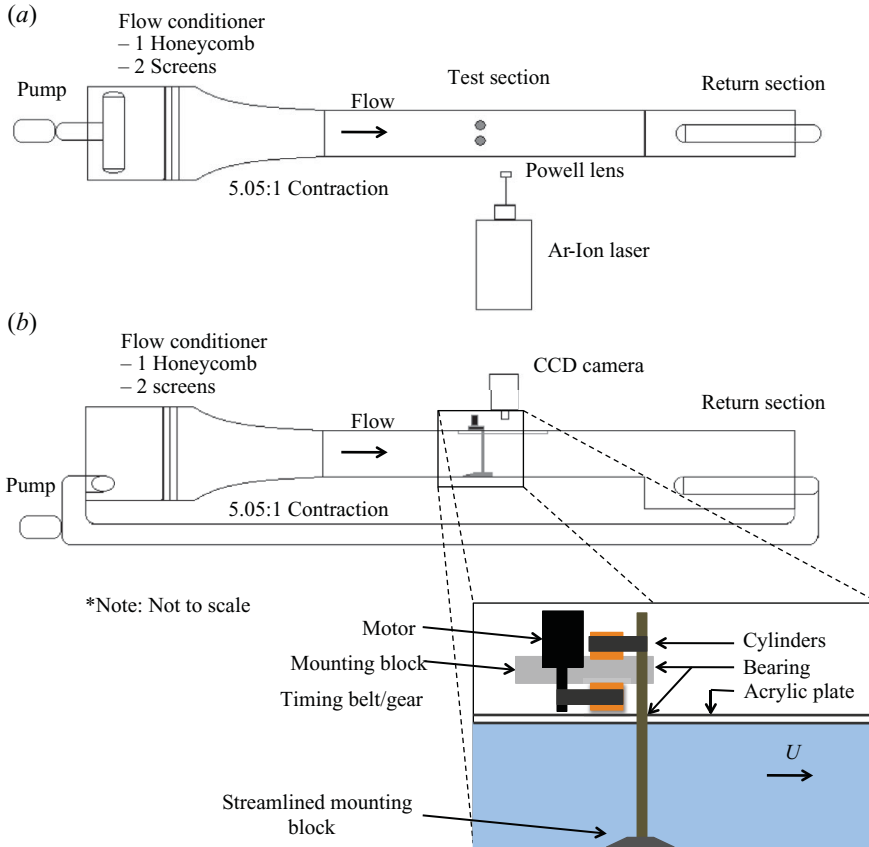 (a)
Flow conditioner
– 1 Honeycomb
– 2 Screens
Pump
Flow
Test section
Return section
5.05:1 Contraction
Powell lens
Ar-Ion laser
(b)
Flow conditioner
– 1 Honeycomb
– 2 screens
CCD camera
Flow
Return section
Pump
5.05:1 Contraction
*Note: Not to scale
Motor
Cylinders
Mounting block
Bearing
Timing belt/gear
Acrylic plate
U
Streamlined mounting
block